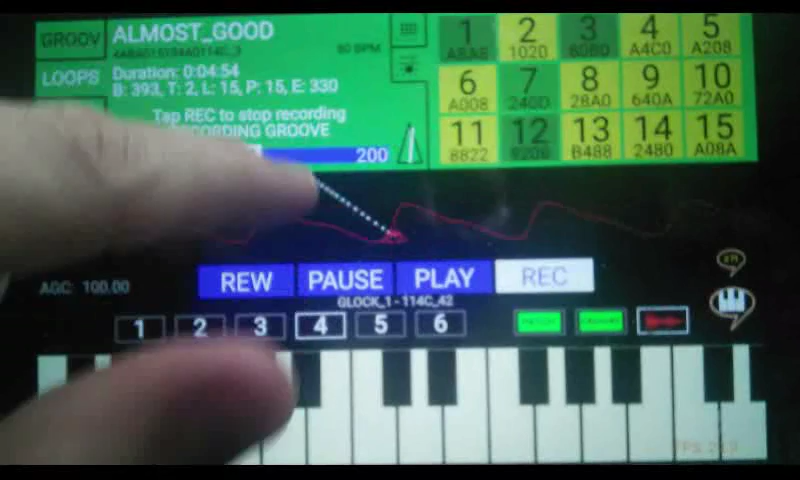 GROOV
ALMOST_GOOD
60 BPM
LOOPS
Duration: 0:04:54
B: 393, T: 2, L: 15, P: 15, E: 330
Tap REC to stop recording
RECORDING GROOVE
200
1 2 3 4 5
A8A8 1020 8080 A4C0 A208
6 7 8 9 10
A008 240D 28A0 640A 72A0
11 12 13 14 15
8822 B488 2480 A08A
AGC: 100.00
REW PAUSE PLAY REC
GLOCK_1 - 114C_42
1 2 3 4 5 6